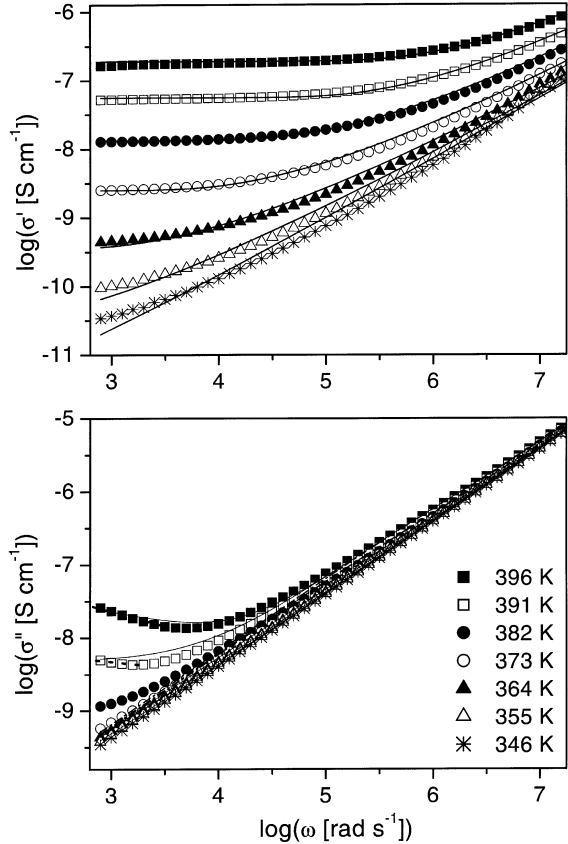 -6
-7
-8
-9
-10
-11
log(σ' [S cm⁻¹])
3 4 5 6 7
-5
-6
-7
-8
-9
log(σ" [S cm⁻¹])
396 K
391 K
382 K
373 K
364 K
355 K
346 K
3 4 5 6 7
log(ω [rad s⁻¹])